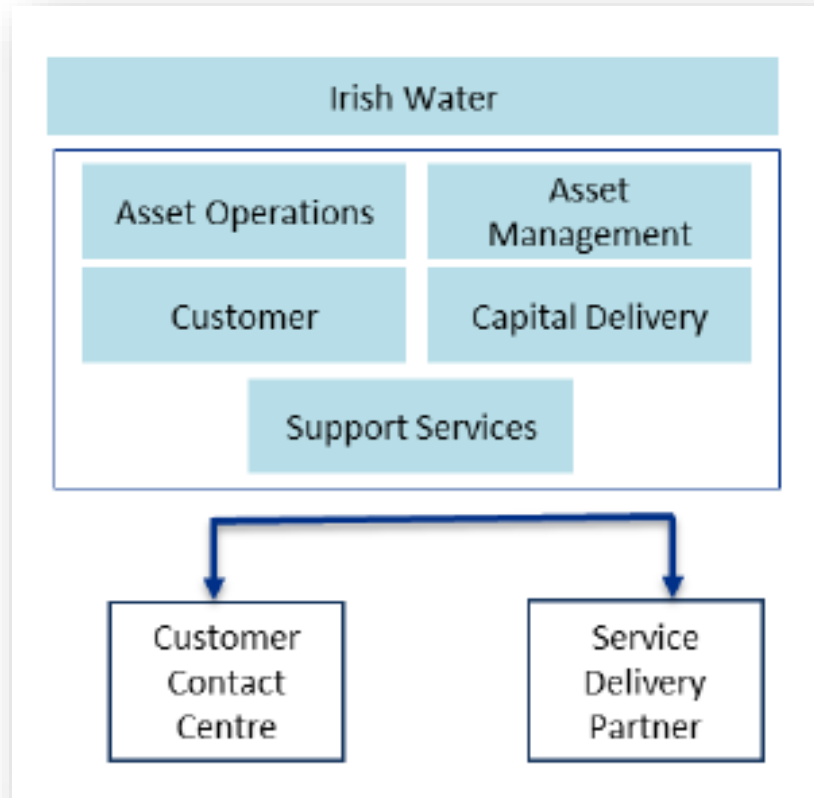 Irish Water
Asset Operations
Asset
Management
Customer
Capital Delivery
Support Services
Customer
Contact
Centre
Service
Delivery
Partner